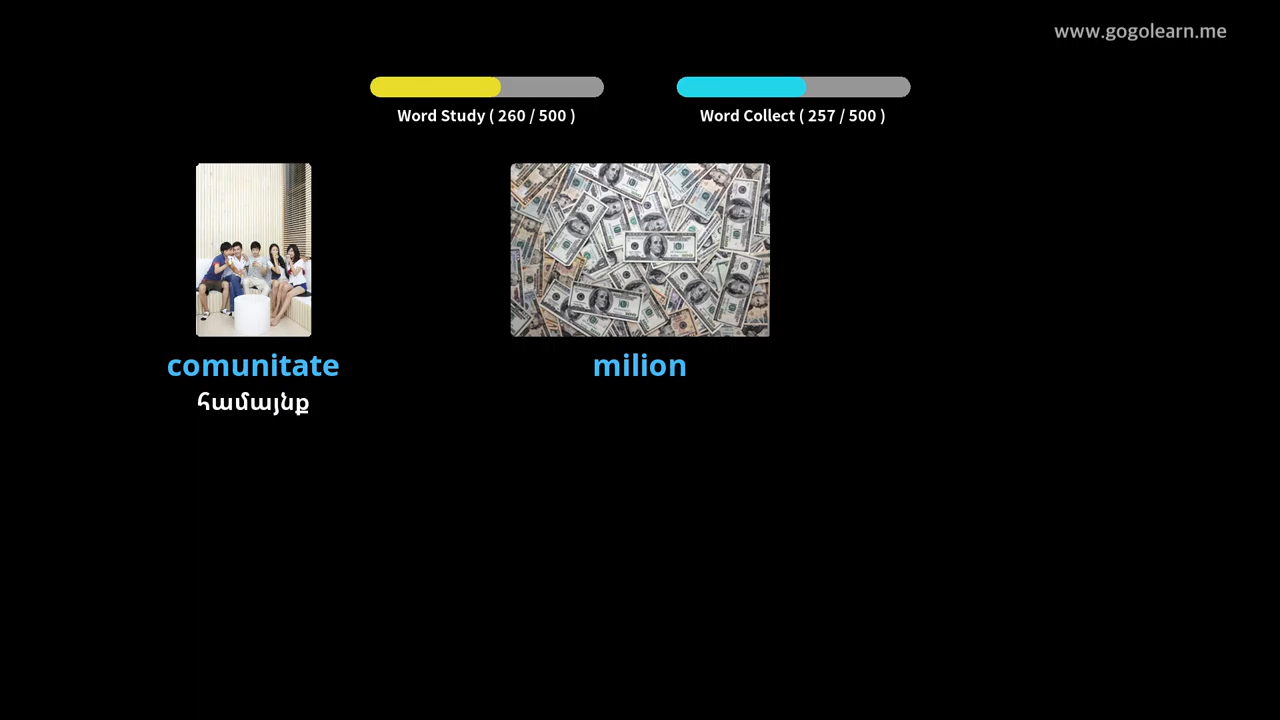 www.gogolearn.me
Word Study ( 260 / 500 )
Word Collect ( 257 / 500 )
comunitate
համայնք
milion